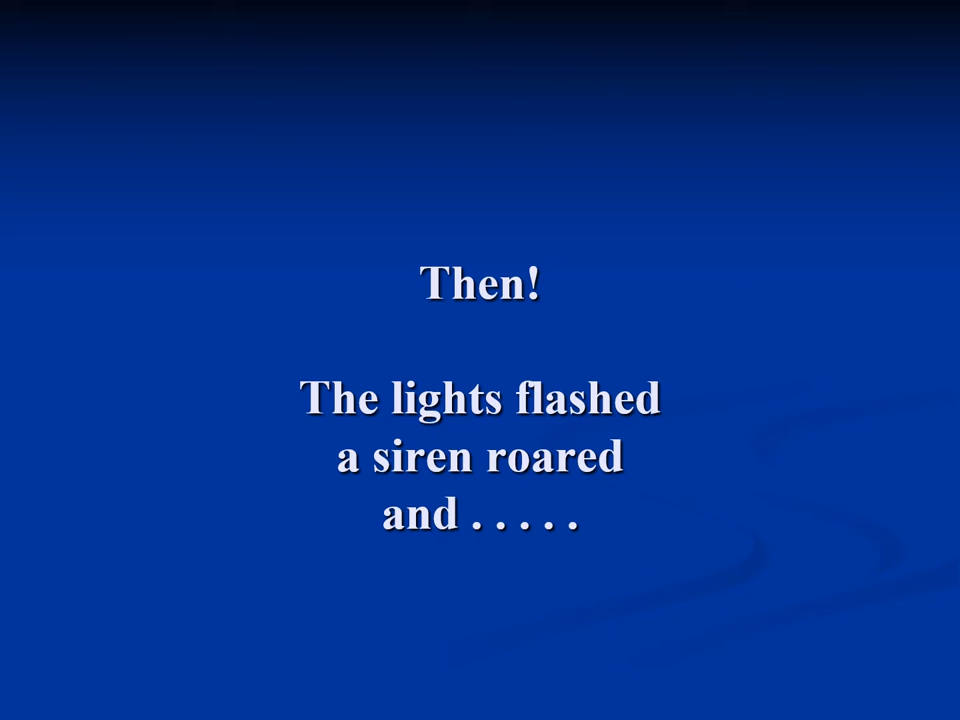 Then!
The lights flashed
a siren roared
and . . . . .